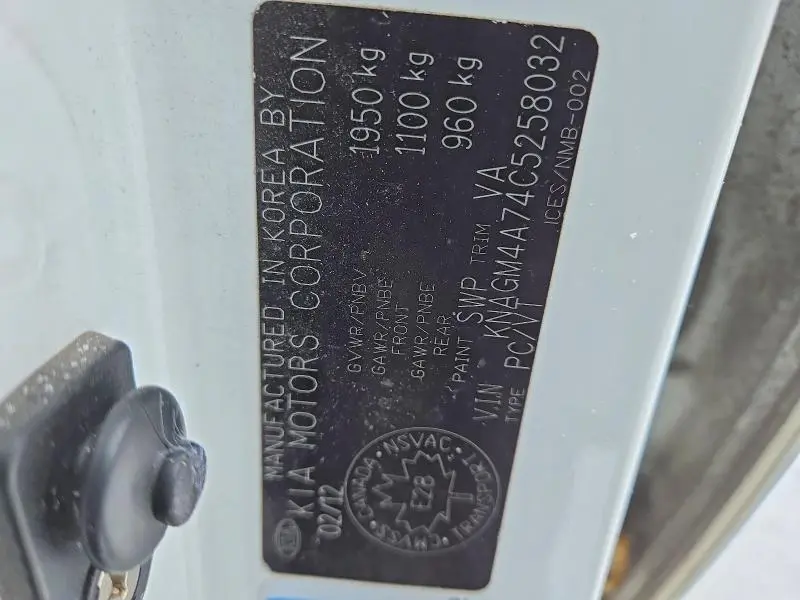 MANUFACTURED IN KOREA BY
KIA MOTORS CORPORATION
02/12
GVWR/PNBV 1950 kg
GAWR/PNBE FRONT 1100 kg
GAWR/PNBE REAR 960 kg
PAINT SWP TRIM VA
V.I.N KNAGM4A74C5258032
TYPE PC/VT ICES/NMB-002
CANADA • NSVAC • TRANSPORT • CMVSS •
E28
KIA